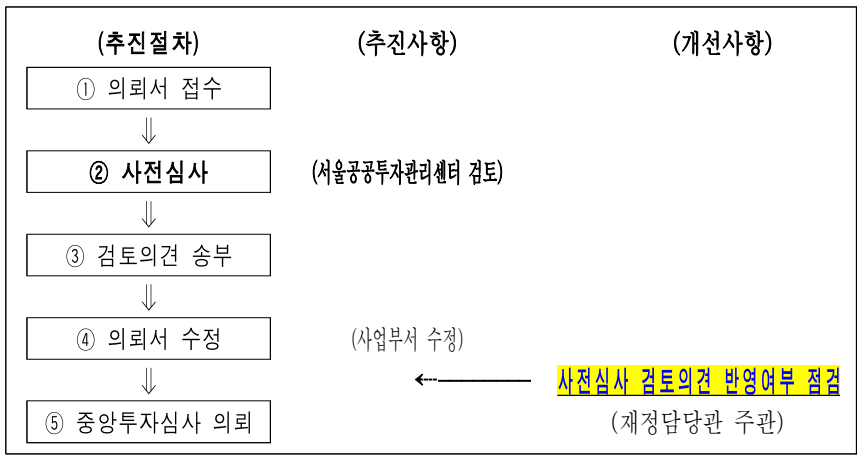 (추진절차) (추진사항) (개선사항)
① 의뢰서 접수
⇓
② 사전심사 (서울공공투자관리센터 검토)
⇓
③ 검토의견 송부
⇓
④ 의뢰서 수정 (사업부서 수정)
⇓ 사전심사 검토의견 반영여부 점검
⑤ 중앙투자심사 의뢰 (재정담당관 주관)